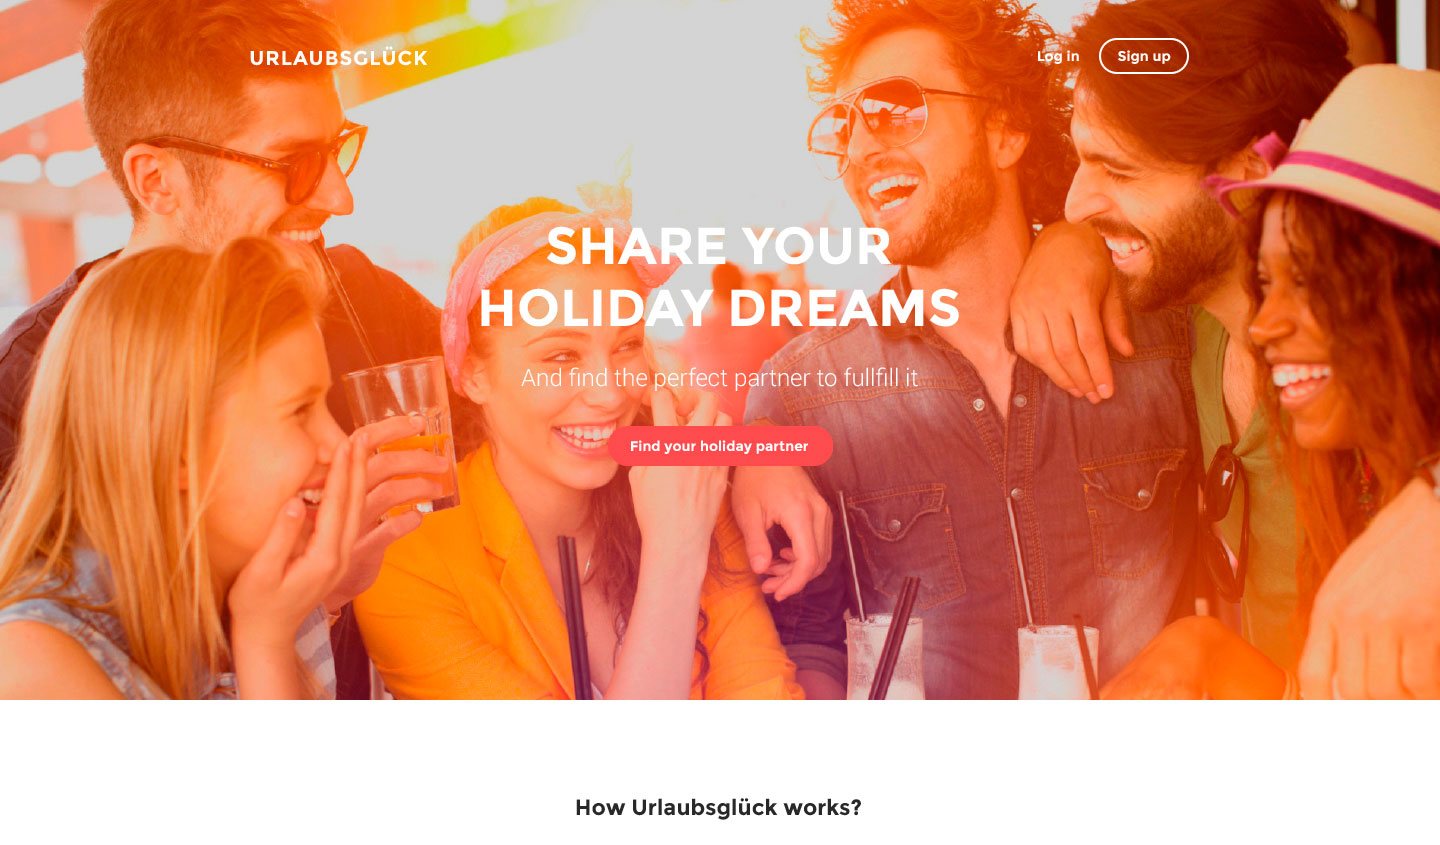 URLAUBSGLÜCK
Log in
Sign up
SHARE YOUR
HOLIDAY DREAMS
And find the perfect partner to fullfill it
Find your holiday partner
How Urlaubsglück works?